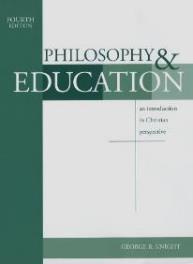 FOURTH
EDITION
PHILOSOPHY &
EDUCATION
an introduction
in Christian
perspective
GEORGE R. KNIGHT